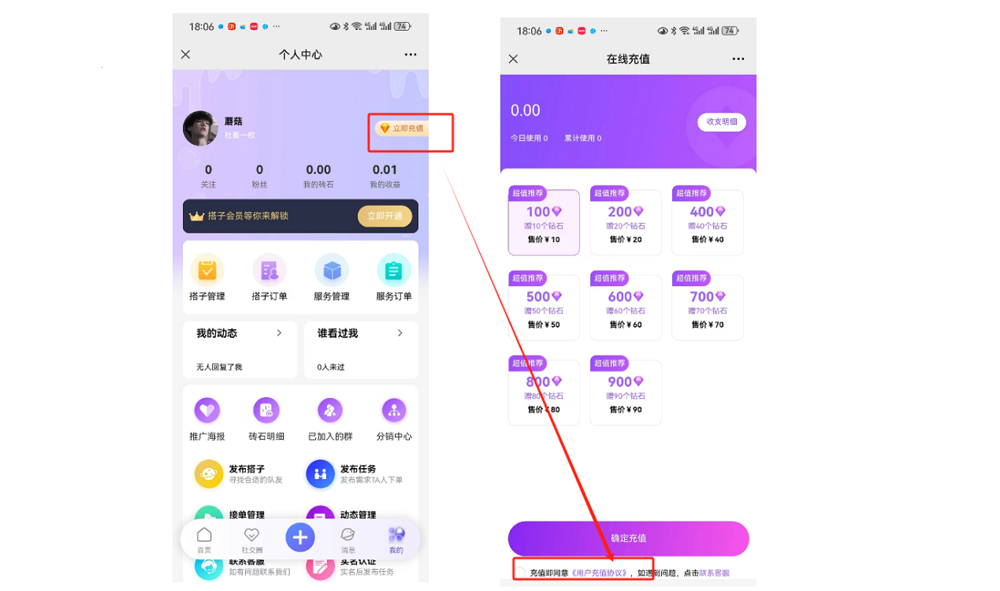 18:06
74
个人中心
蘑菇
社畜一枚
立即充值
0 0 0.00 0.01
关注 粉丝 我的砖石 我的收益
搭子会员等你来解锁 立即开通
搭子管理 搭子订单 服务管理 服务订单
我的动态 谁看过我
无人回复了我 0人来过
推广海报 砖石明细 已加入的群 分销中心
发布搭子 发布任务
寻找合适的队友 发布需求TA人下单
接单管理 动态管理
首页 社交圈 消息 我的
联系客服 实名认证
如有问题联系我们 实名后发布任务
18:06
74
在线充值
0.00
收支明细
今日使用 0 累计使用 0
超值推荐 超值推荐 超值推荐
100 200 400
赠10个钻石 赠20个钻石 赠40个钻石
售价 ¥ 10 售价 ¥ 20 售价 ¥ 40
超值推荐 超值推荐 超值推荐
500 600 700
赠50个钻石 赠60个钻石 赠70个钻石
售价 ¥ 50 售价 ¥ 60 售价 ¥ 70
超值推荐 超值推荐
800 900
赠80个钻石 赠90个钻石
售价 ¥ 80 售价 ¥ 90
确定充值
充值即同意《用户充值协议》，如遇到问题，点击联系客服